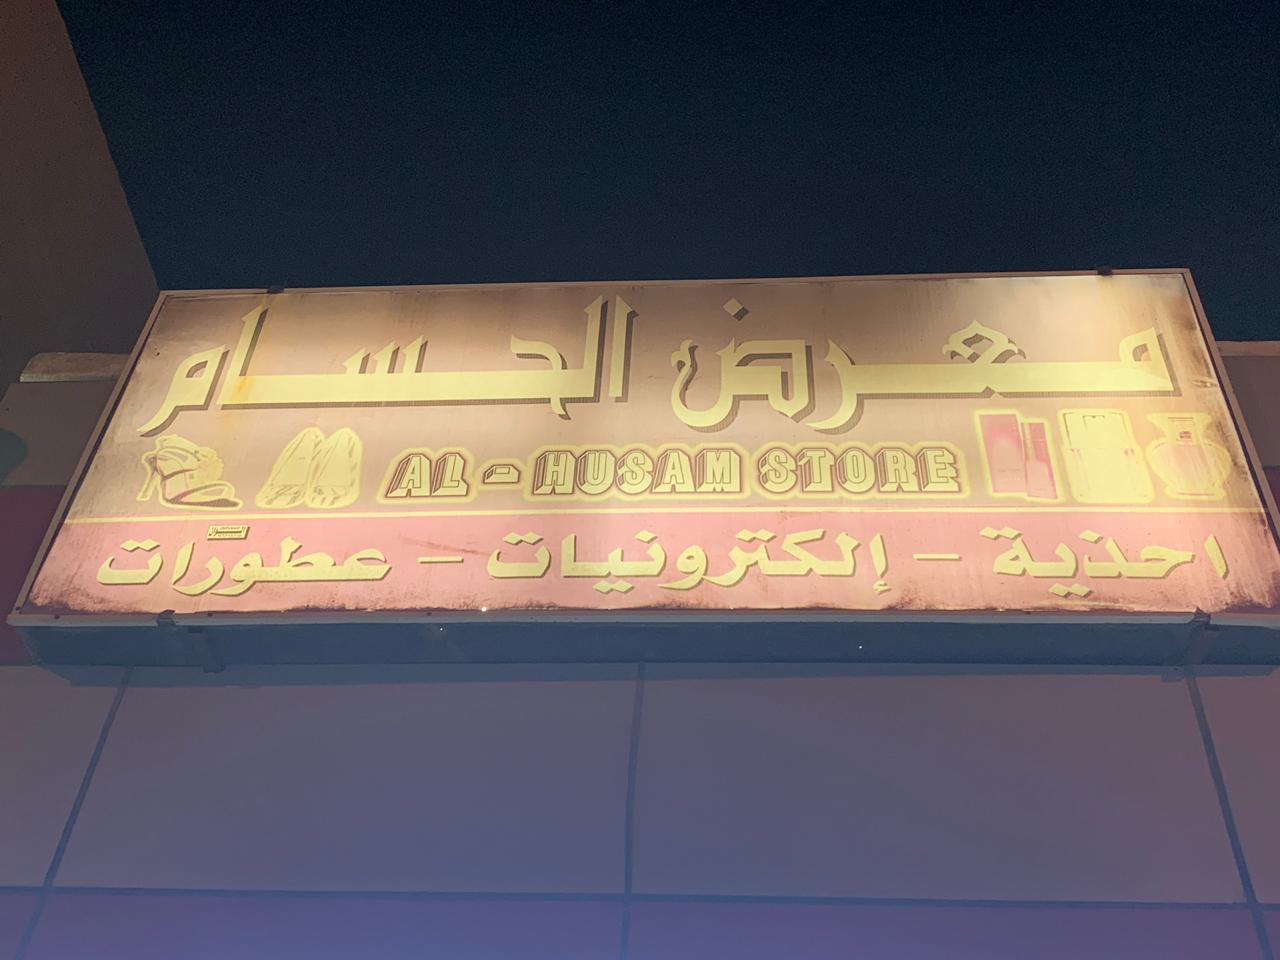 معرض الحسام
AL - HUSAM STORE
احذية - إلكترونيات - عطورات